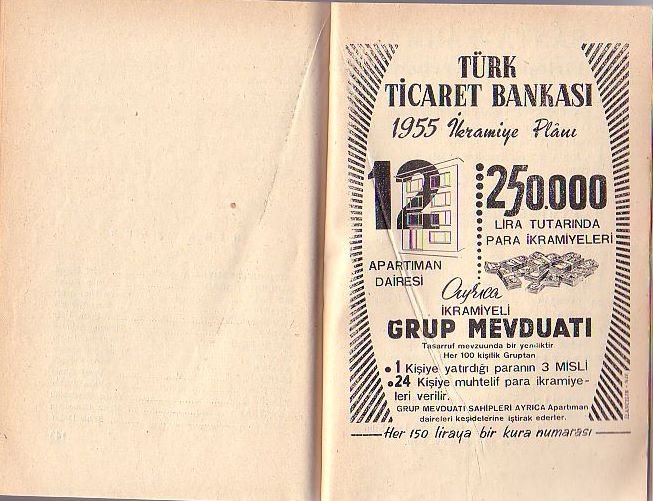 TÜRK
TİCARET BANKASI
1955 İkramiye Plânı
12
APARTIMAN
DAİRESİ
250.000
LİRA TUTARINDA
PARA İKRAMİYELERİ
Ayrıca
İKRAMİYELİ
GRUP MEVDUATI
Tasarruf mevzuunda bir yeniliktir
Her 100 kişilik Gruptan
• 1 Kişiye yatırdığı paranın 3 MİSLİ
• 24 Kişiye muhtelif para ikramiye-
leri verilir.
GRUP MEVDUATI SAHİPLERİ AYRICA Apartıman
daireleri keşidelerine iştirak ederler.
Her 150 liraya bir kura numarası